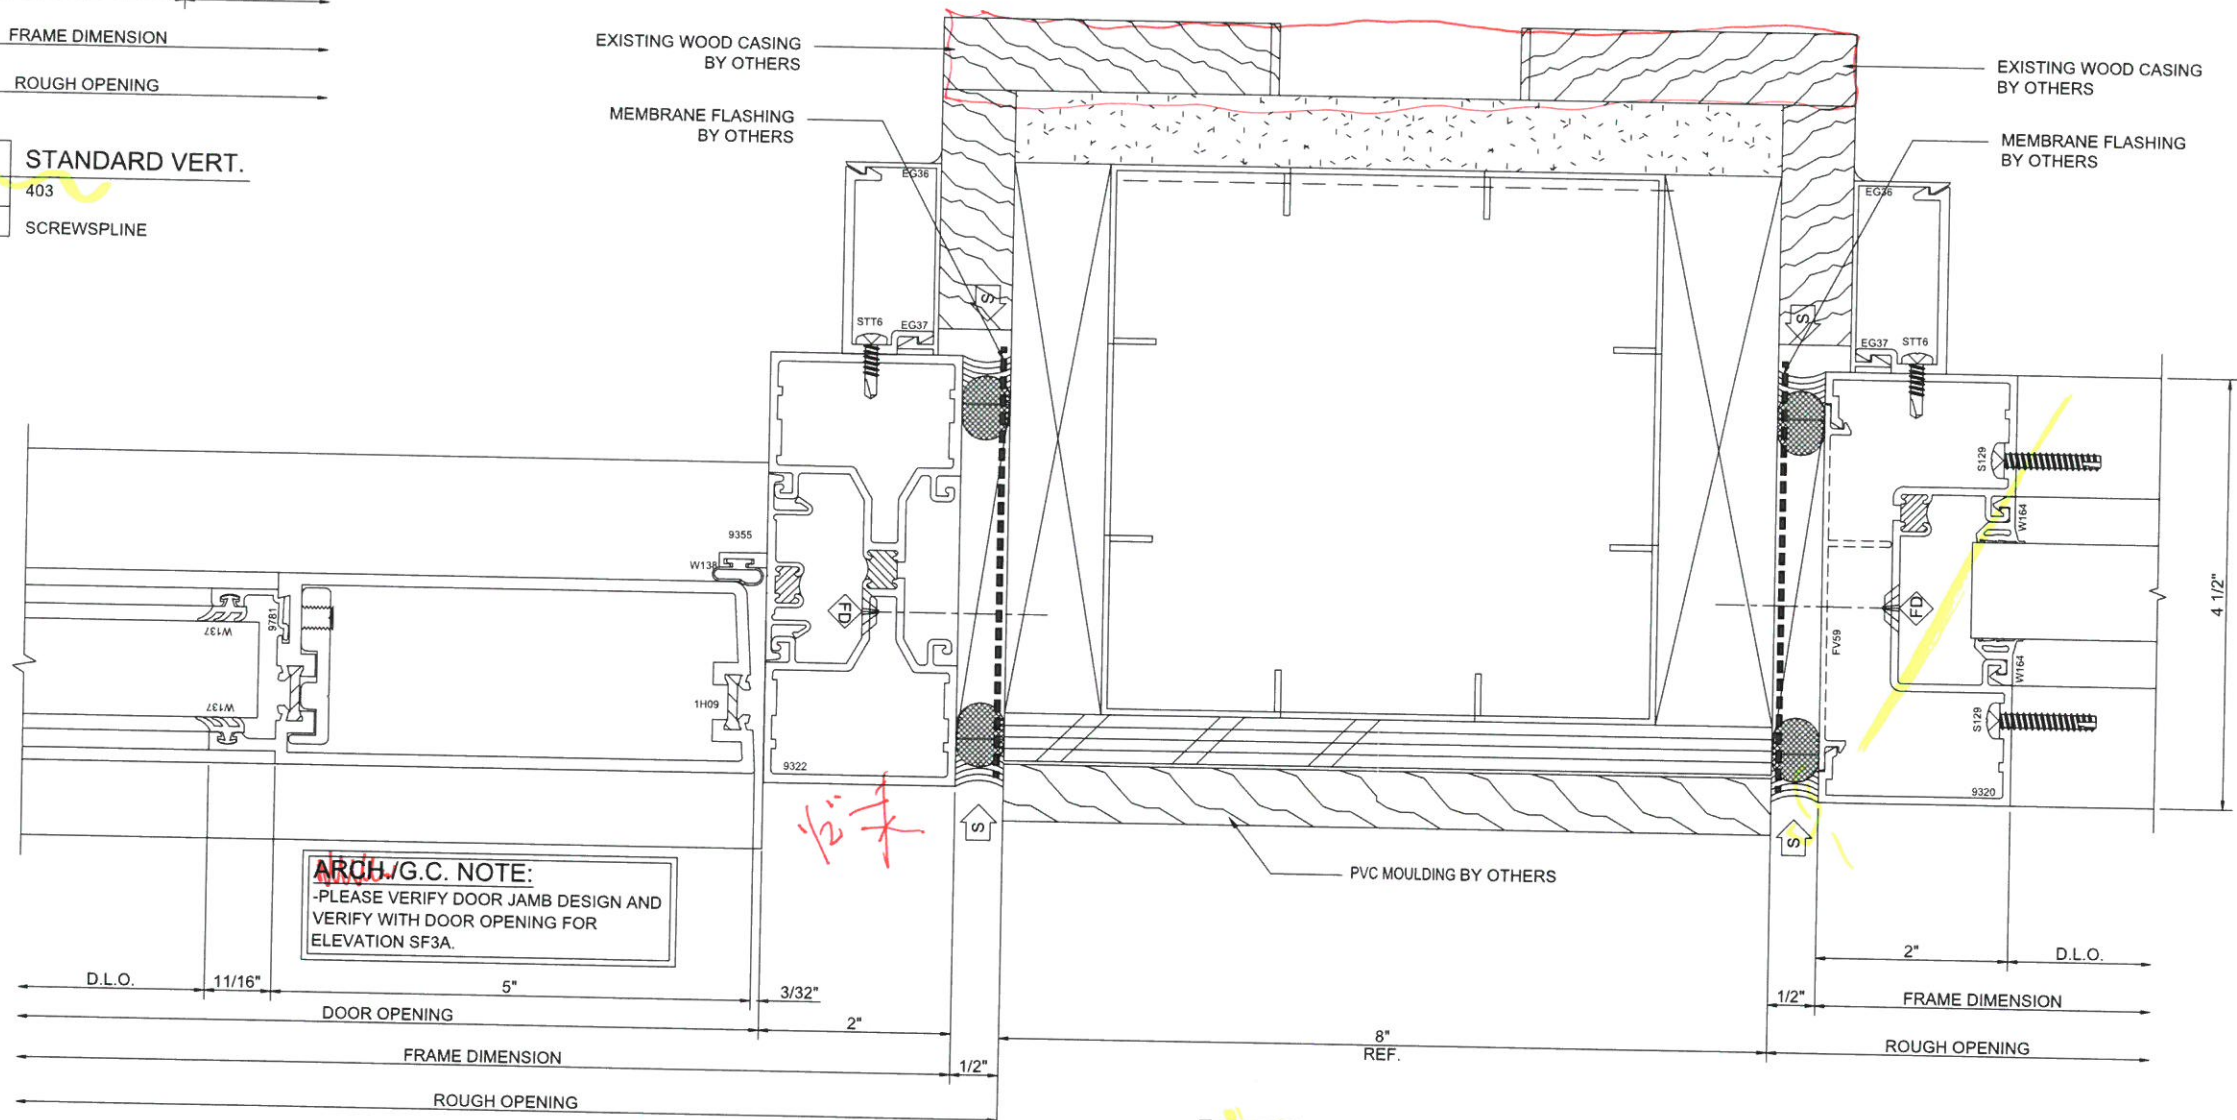 FRAME DIMENSION
ROUGH OPENING
STANDARD VERT.
403
SCREWSPLINE
EXISTING WOOD CASING
BY OTHERS
MEMBRANE FLASHING
BY OTHERS
EXISTING WOOD CASING
BY OTHERS
MEMBRANE FLASHING
BY OTHERS
EG36
EG36
S
S
STT6
EG37
EG37
STT6
S129
W164
9355
W138
9781
W137
FD
FD
FV59
4 1/2"
W137
1H09
W164
S129
9322
9320
1/2"
S
S
PVC MOULDING BY OTHERS
ARCH./G.C. NOTE:
-PLEASE VERIFY DOOR JAMB DESIGN AND
VERIFY WITH DOOR OPENING FOR
ELEVATION SF3A.
D.L.O.
11/16"
5"
3/32"
2"
D.L.O.
DOOR OPENING
2"
1/2"
FRAME DIMENSION
FRAME DIMENSION
1/2"
8"
REF.
ROUGH OPENING
ROUGH OPENING